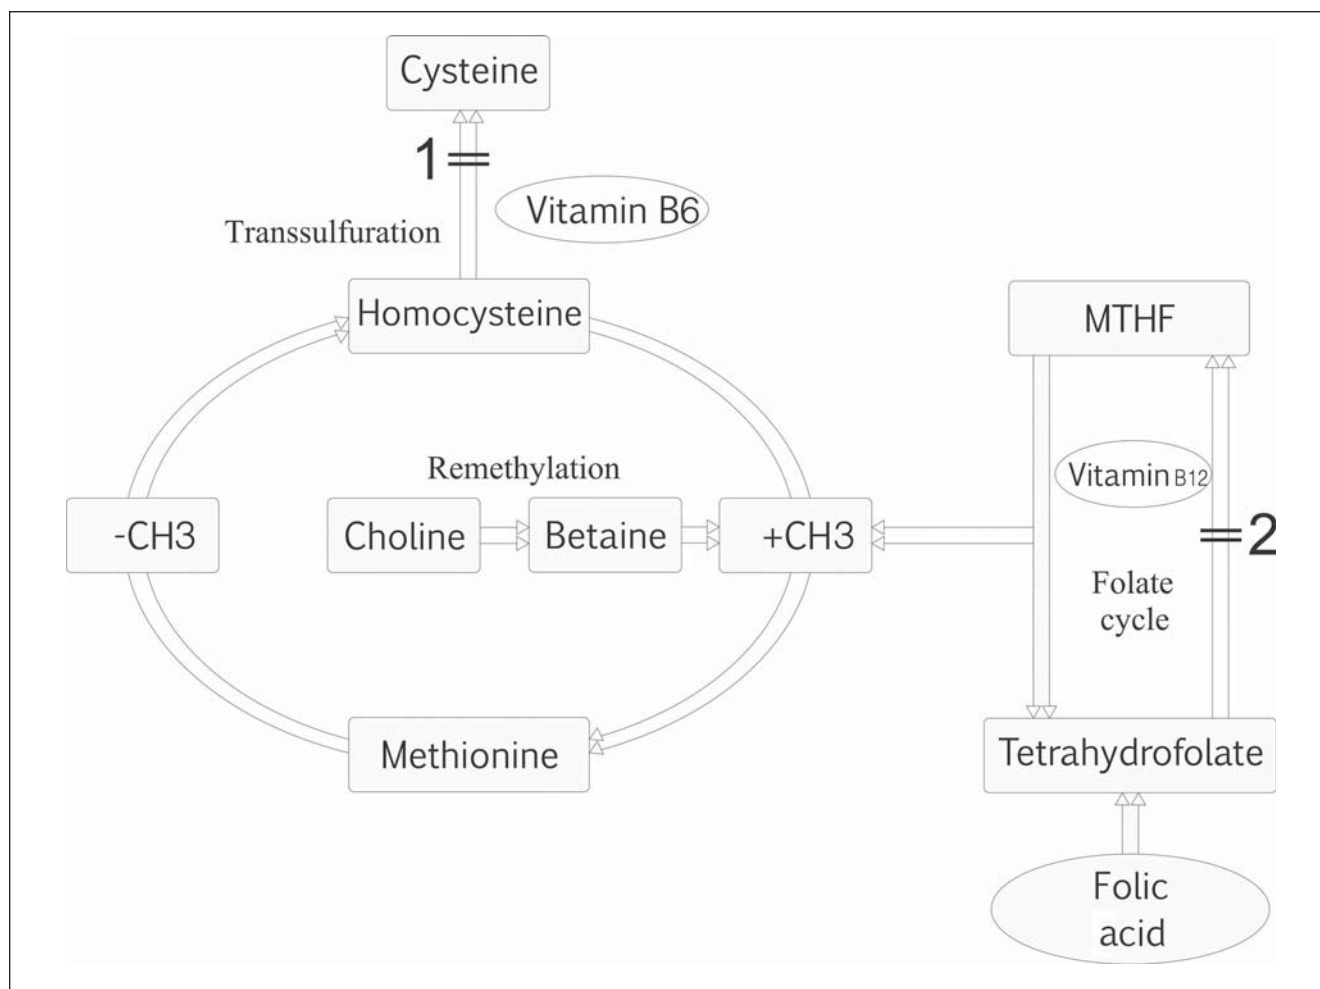 Cysteine
1
Vitamin B6
Transsulfuration
Homocysteine
MTHF
Remethylation
Vitamin B12
-CH3
Choline
Betaine
+CH3
2
Folate
cycle
Methionine
Tetrahydrofolate
Folic
acid